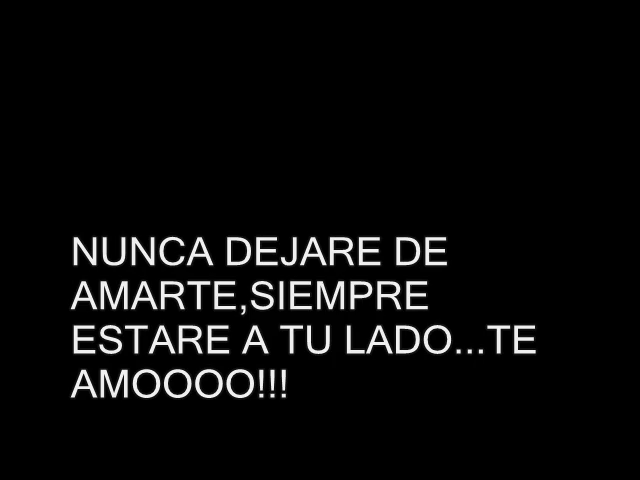 NUNCA DEJARE DE
AMARTE,SIEMPRE
ESTARE A TU LADO...TE
AMOOOO!!!